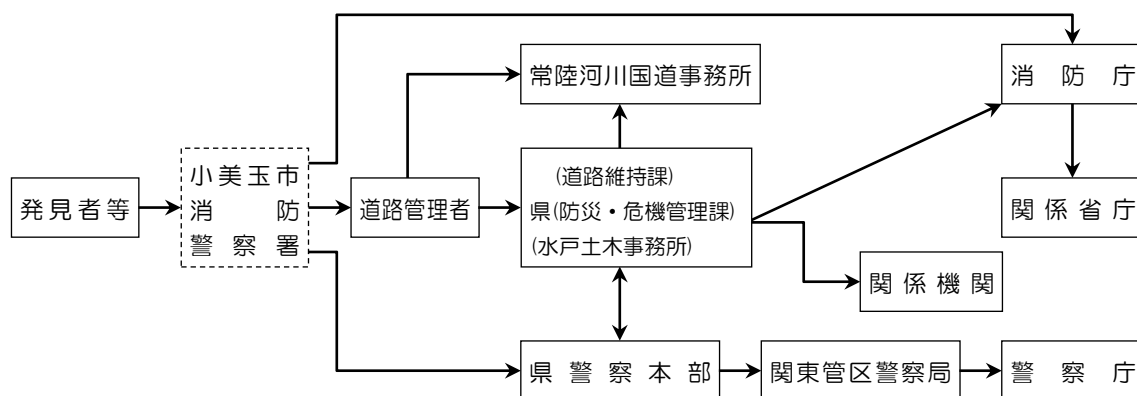 常陸河川国道事務所
消防庁
発見者等
小美玉市
消防
警察署
道路管理者
(道路維持課)
県(防災・危機管理課)
(水戸土木事務所)
関係省庁
関係機関
県警察本部
関東管区警察局
警察庁